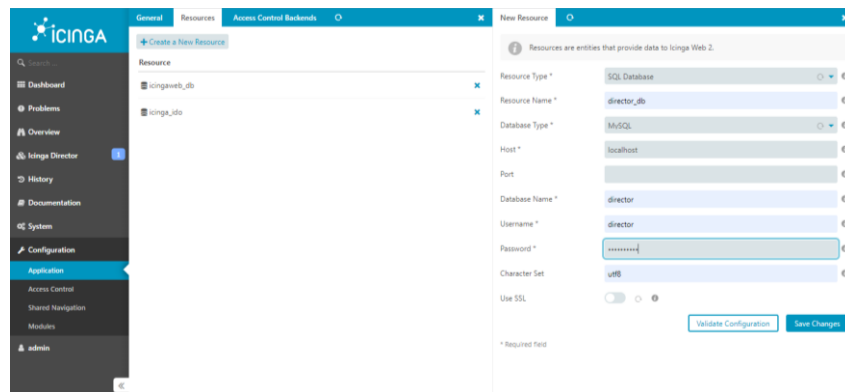 icinga
Search ...
Dashboard
Problems
Overview
Icinga Director 1
History
Documentation
System
Configuration
Application
Access Control
Shared Navigation
Modules
admin
General Resources Access Control Backends
Create a New Resource
Resource
icingaweb_db
icinga_ido
New Resource
Resources are entities that provide data to Icinga Web 2.
Resource Type * SQL Database
Resource Name * director_db
Database Type * MySQL
Host * localhost
Port
Database Name * director
Username * director
Password * ••••••••••
Character Set utf8
Use SSL
Validate Configuration Save Changes
* Required field